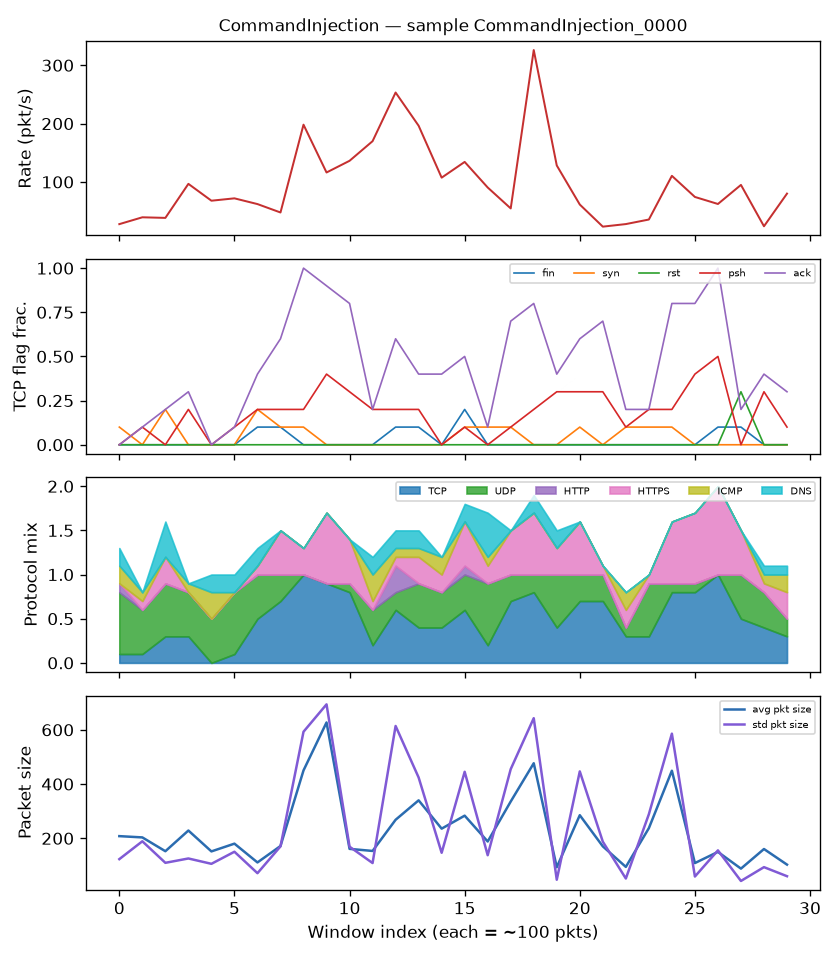 CommandInjection — sample CommandInjection_0000
Rate (pkt/s)
300
200
100
TCP flag frac.
1.00
0.75
0.50
0.25
0.00
fin syn rst psh ack
Protocol mix
2.0
1.5
1.0
0.5
0.0
TCP UDP HTTP HTTPS ICMP DNS
Packet size
600
400
200
avg pkt size
std pkt size
0 5 10 15 20 25 30
Window index (each = ~100 pkts)